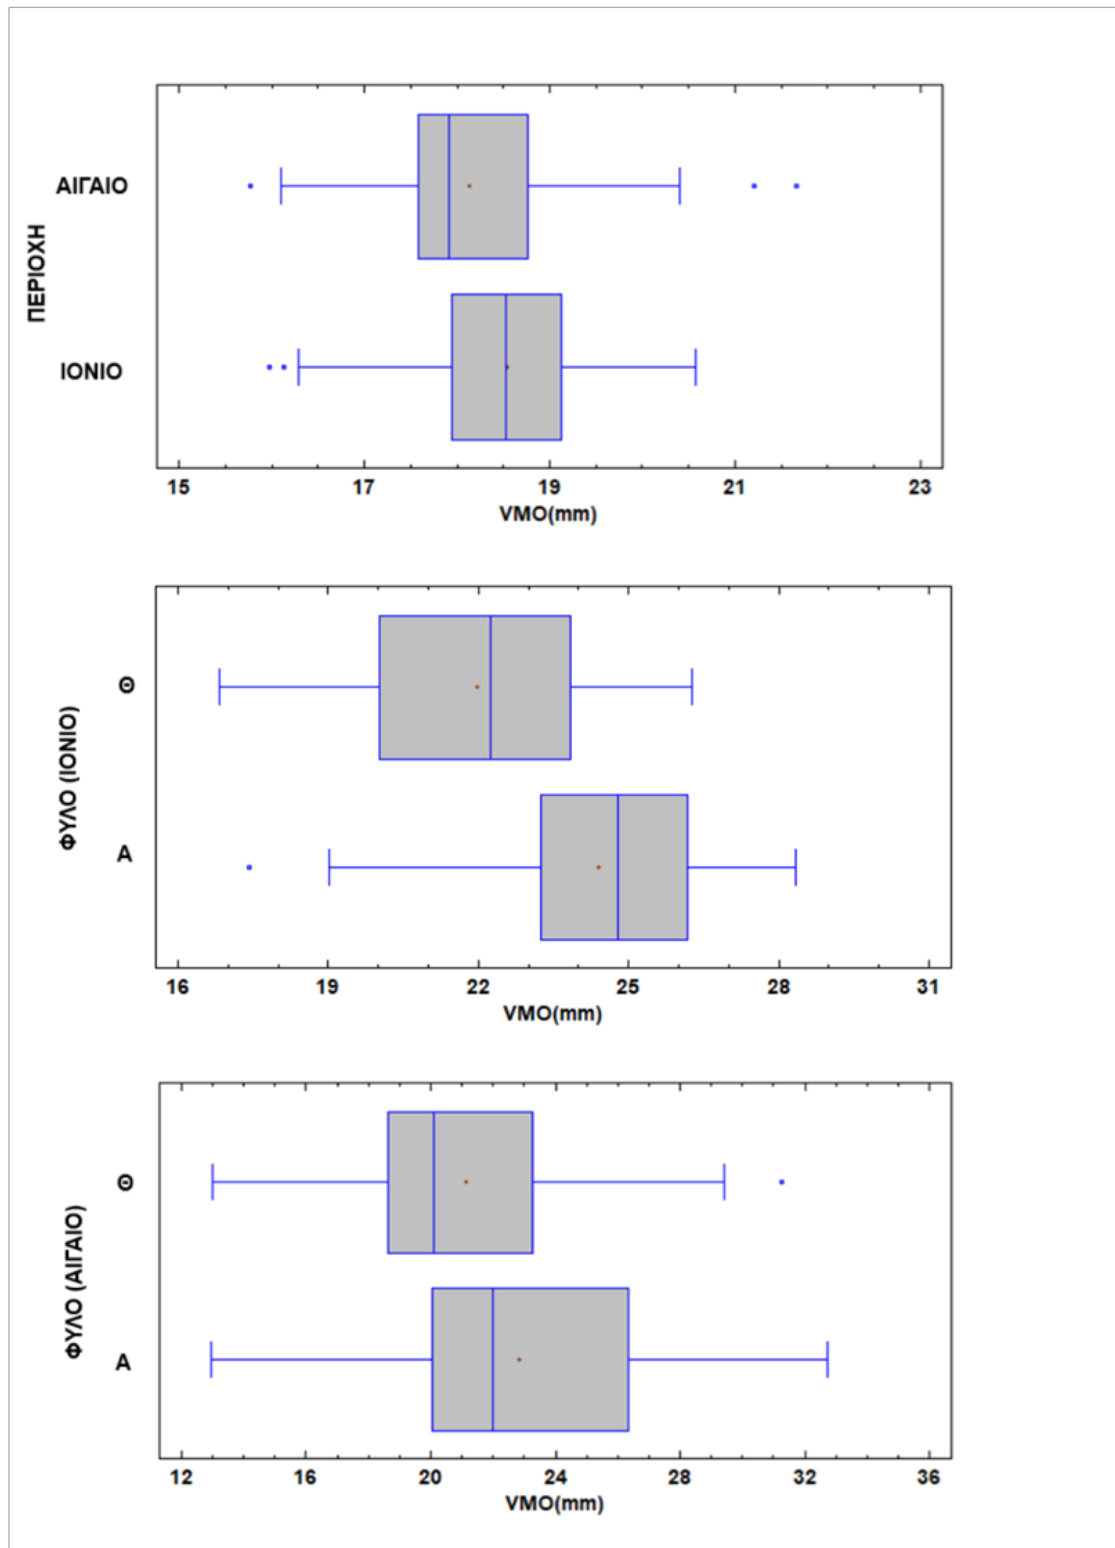 ΠΕΡΙΟΧΗ
ΑΙΓΑΙΟ
ΙΟΝΙΟ
15 17 19 21 23
VMO(mm)
ΦΥΛΟ (ΙΟΝΙΟ)
Θ
Α
16 19 22 25 28 31
VMO(mm)
ΦΥΛΟ (ΑΙΓΑΙΟ)
Θ
Α
12 16 20 24 28 32 36
VMO(mm)